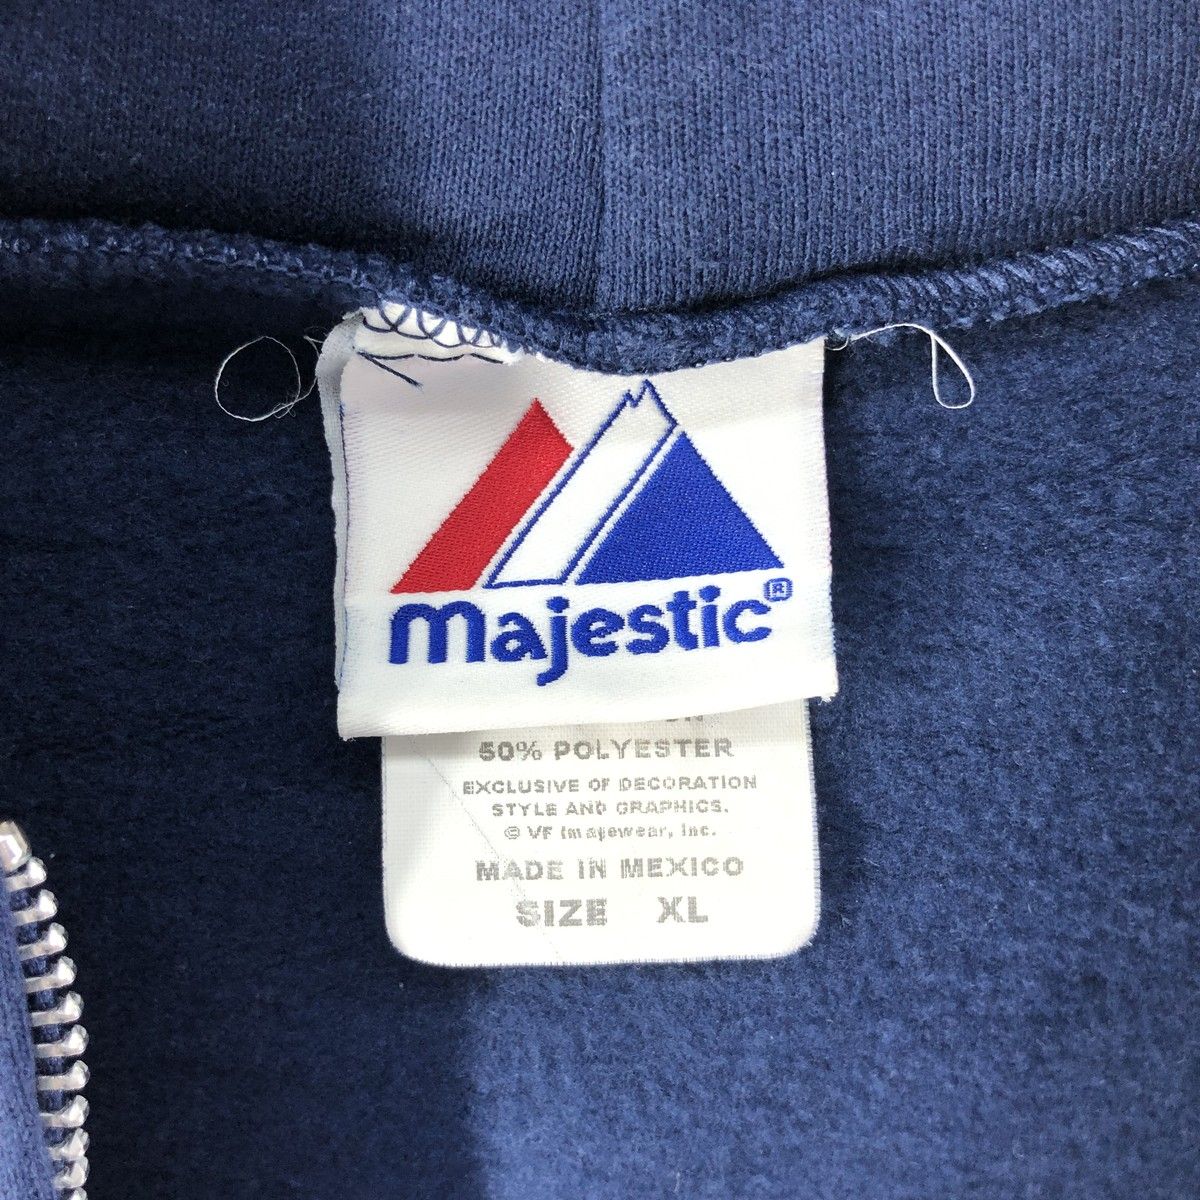 majestic®
50% POLYESTER
EXCLUSIVE OF DECORATION
STYLE AND GRAPHICS.
© VF Imagewear, Inc.
MADE IN MEXICO
SIZE XL